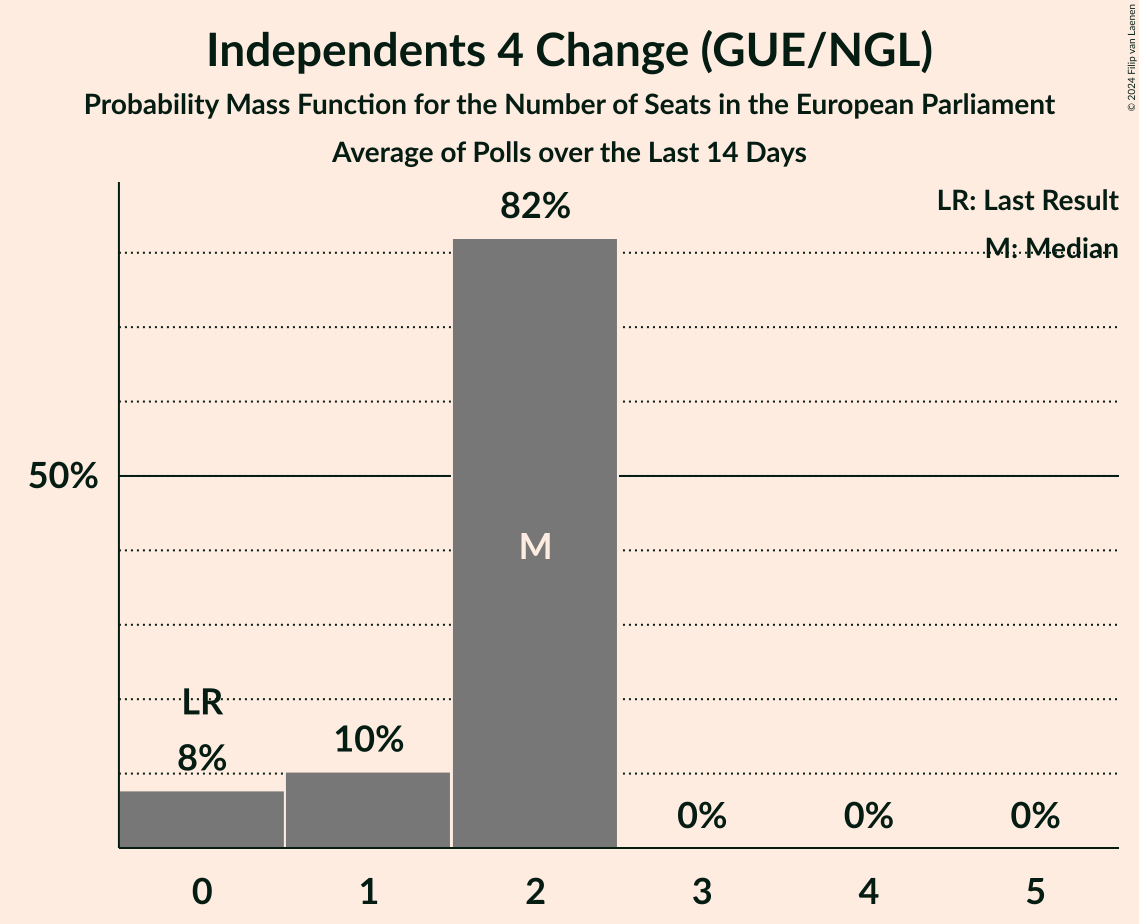 Independents 4 Change (GUE/NGL)
Probability Mass Function for the Number of Seats in the European Parliament
Average of Polls over the Last 14 Days
© 2024 Filip van Laenen
LR: Last Result
M: Median
82%
50%
M
LR
8%
10%
0%
0%
0%
0
1
2
3
4
5